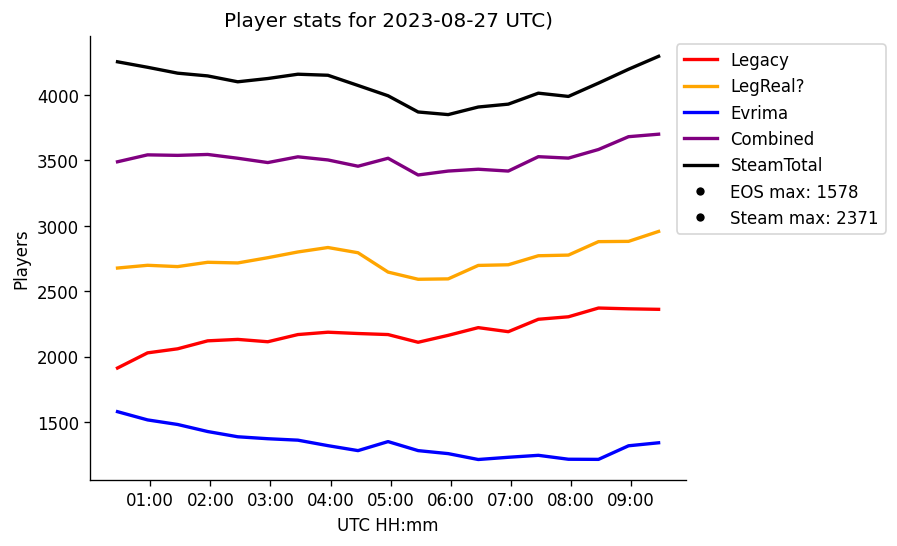 Player stats for 2023-08-27 UTC)
Legacy
LegReal?
Evrima
Combined
SteamTotal
EOS max: 1578
Steam max: 2371
Players
4000
3500
3000
2500
2000
1500
01:00 02:00 03:00 04:00 05:00 06:00 07:00 08:00 09:00
UTC HH:mm